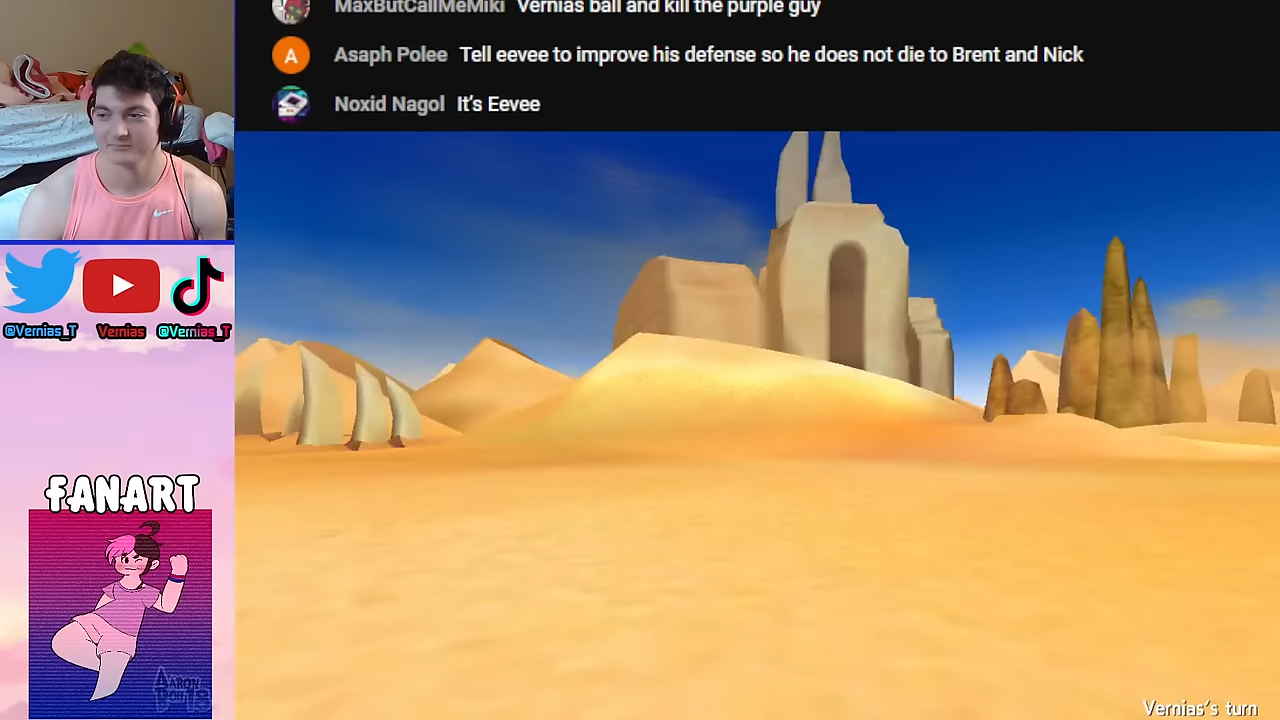 MaxButCallMeMiki Vernias ball and kill the purple guy
A Asaph Polee Tell eevee to improve his defense so he does not die to Brent and Nick
Noxid Nagol It's Eevee
@Vernias_T Vernias @Vernias_T
FANART
Vernias's turn